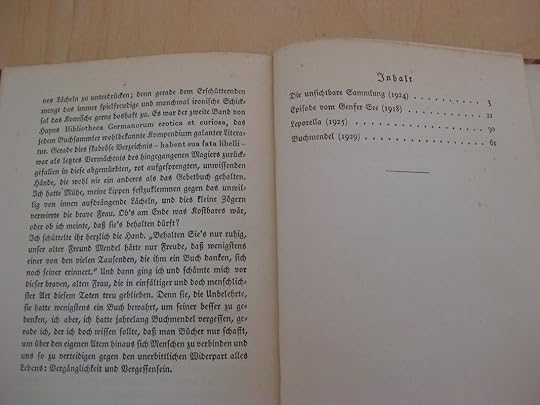 nes Lächeln zu unterdrücken; denn gerade dem Erschütternden
mengt das immer spielfreudige und manchmal ironische Schick-
sal das Komische gerne boshaft zu. Es war der zweite Band von
Hayns Bibliotheca Germanorum erotica et curiosa, das
jedem Buchsammler wohlbekannte Kompendium galanter Litera-
tur. Gerade dies skabröse Verzeichnis – habent sua fata libelli –
war als letztes Vermächtnis des hingegangenen Magiers zurück-
gefallen in diese abgemürbten, rot aufgesprengten, unwissenden
Hände, die wohl nie ein anderes als das Gebetbuch gehalten.
Ich hatte Mühe, meine Lippen festzuklemmen gegen das unwil-
lig von innen aufdrängende Lächeln, und dies kleine Zögern
verwirrte die brave Frau. Ob's am Ende was Kostbares wär,
oder ob ich meinte, daß sie's behalten dürft?
Ich schüttelte ihr herzlich die Hand. „Behalten Sie's nur ruhig,
unser alter Freund Mendel hätte nur Freude, daß wenigstens
einer von den vielen Tausenden, die ihm ein Buch danken, sich
noch seiner erinnert.“ Und dann ging ich und schämte mich vor
dieser braven, alten Frau, die in einfältiger und doch menschlich-
ster Art diesem Toten treu geblieben. Denn sie, die Unbelehrte,
sie hatte wenigstens ein Buch bewahrt, um seiner besser zu ge-
denken, ich aber, ich hatte jahrelang Buchmendel vergessen, ge-
rade ich, der ich doch wissen sollte, daß man Bücher nur schafft,
um über den eigenen Atem hinaus sich Menschen zu verbinden und
uns so zu verteidigen gegen den unerbittlichen Widerpart alles
Lebens: Vergänglichkeit und Vergessensein.
Inhalt
Die unsichtbare Sammlung (1924) . . . . . . . . . . 3
Episode vom Genfer See (1918) . . . . . . . . . . 21
Leporella (1925) . . . . . . . . . . . . . . . . 30
Buchmendel (1929) . . . . . . . . . . . . . . . . 61